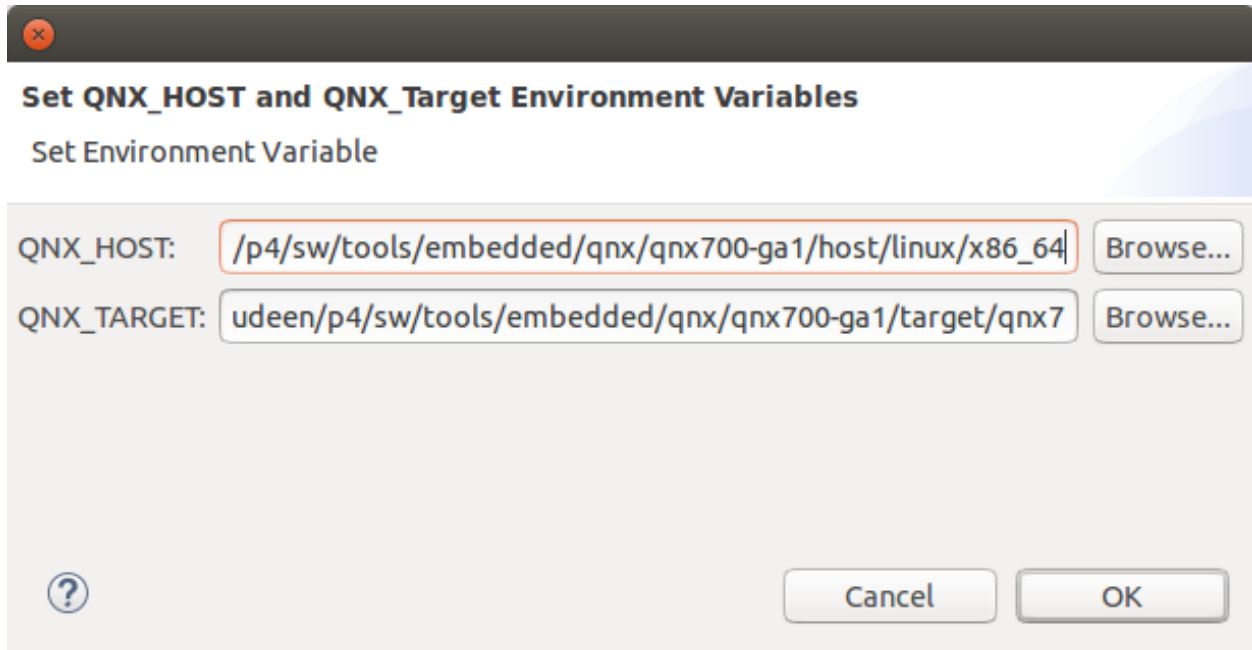 Set QNX_HOST and QNX_Target Environment Variables
Set Environment Variable
QNX_HOST: /p4/sw/tools/embedded/qnx/qnx700-ga1/host/linux/x86_64 Browse...
QNX_TARGET: udeen/p4/sw/tools/embedded/qnx/qnx700-ga1/target/qnx7 Browse...
? Cancel OK